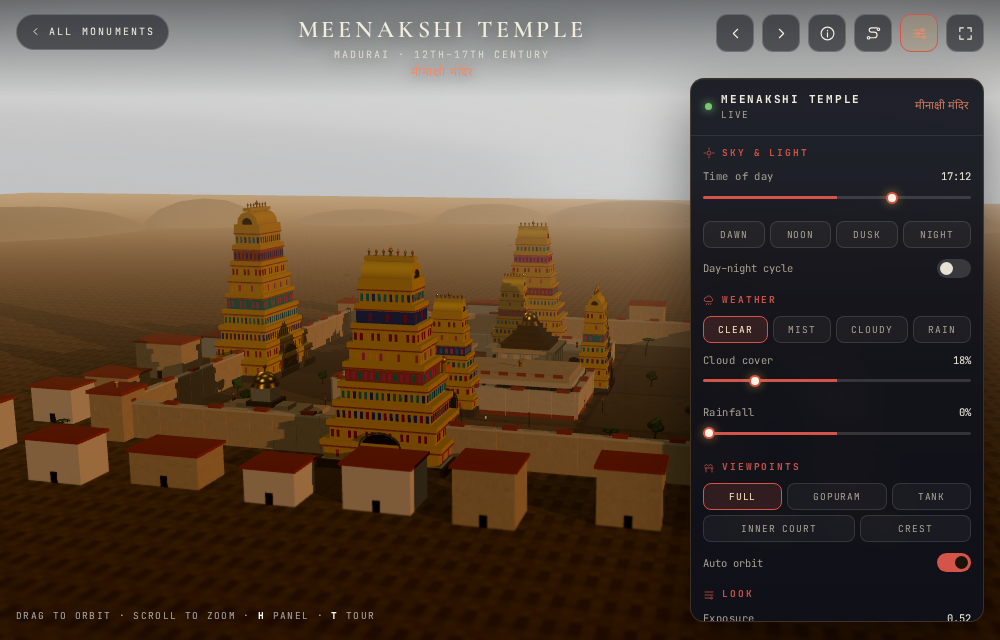 ALL MONUMENTS
MEENAKSHI TEMPLE
MADURAI · 12TH–17TH CENTURY
मीनाक्षी मंदिर
MEENAKSHI TEMPLE
LIVE
मीनाक्षी मंदिर
SKY & LIGHT
Time of day 17:12
DAWN NOON DUSK NIGHT
Day–night cycle
WEATHER
CLEAR MIST CLOUDY RAIN
Cloud cover 18%
Rainfall 0%
VIEWPOINTS
FULL GOPURAM TANK
INNER COURT CREST
Auto orbit
LOOK
Exposure 0.52
DRAG TO ORBIT · SCROLL TO ZOOM · H PANEL · T TOUR